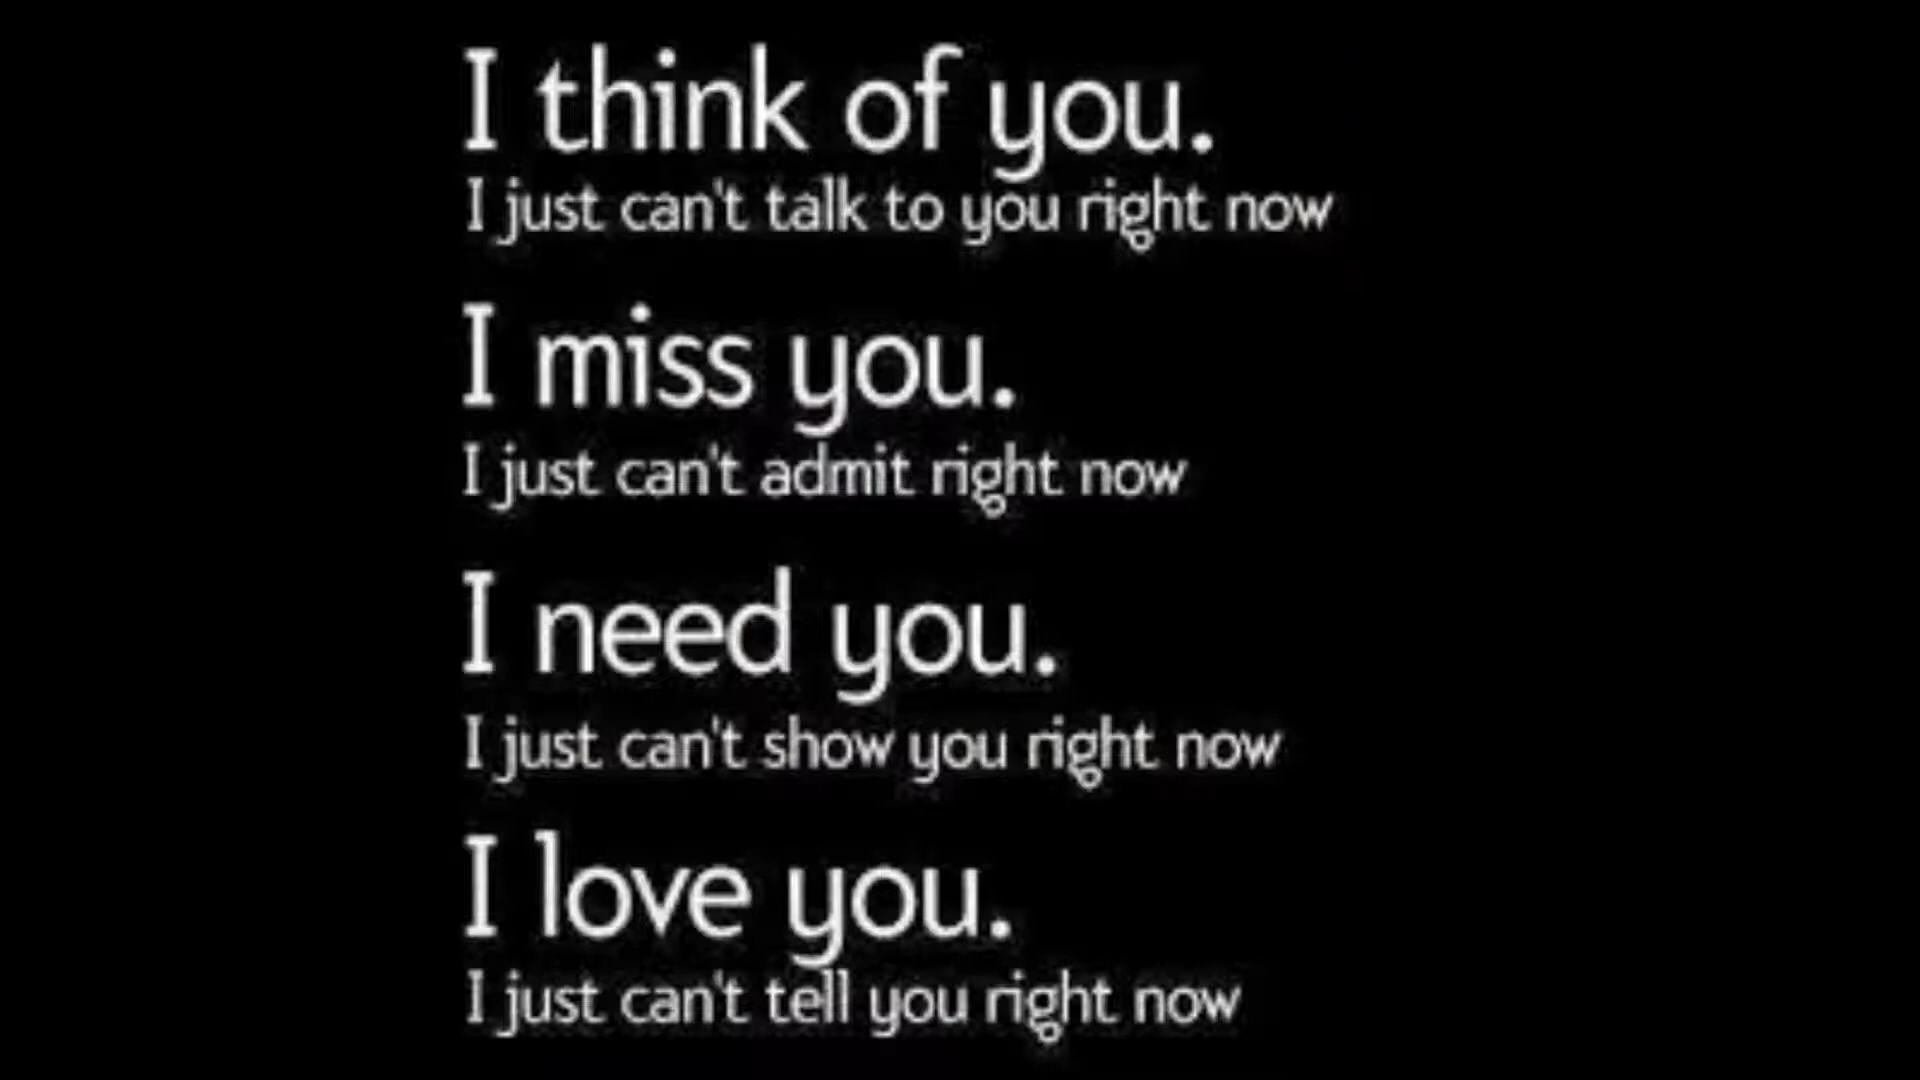 I think of you.
I just can't talk to you right now
I miss you.
I just can't admit right now
I need you.
I just can't show you right now
I love you.
I just can't tell you right now